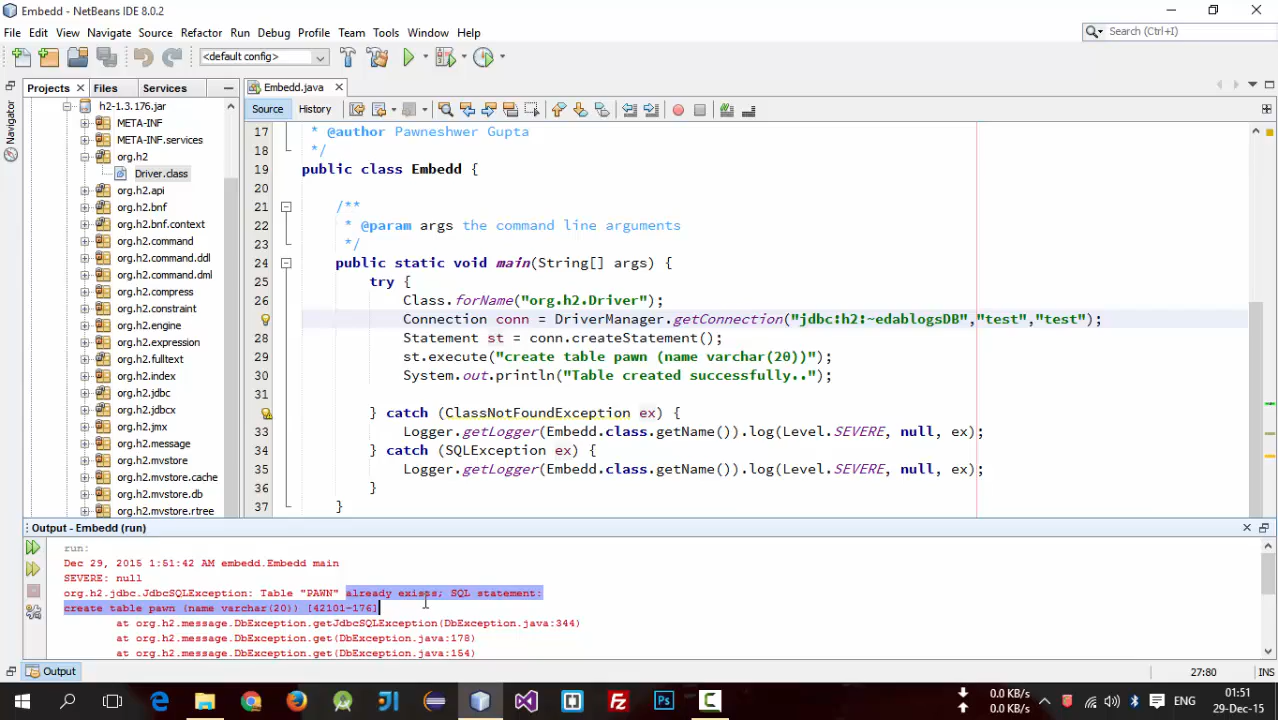 Embedd - NetBeans IDE 8.0.2
File Edit View Navigate Source Refactor Run Debug Profile Team Tools Window Help
Search (Ctrl+I)
<default config>
Projects Files Services
Embedd.java
Source History
Navigator
h2-1.3.176.jar
META-INF
META-INF.services
org.h2
Driver.class
org.h2.api
org.h2.bnf
org.h2.bnf.context
org.h2.command
org.h2.command.ddl
org.h2.command.dml
org.h2.compress
org.h2.constraint
org.h2.engine
org.h2.expression
org.h2.fulltext
org.h2.index
org.h2.jdbc
org.h2.jdbcx
org.h2.jmx
org.h2.message
org.h2.mvstore
org.h2.mvstore.cache
org.h2.mvstore.db
org.h2.mvstore.rtree
17 * @author Pawneshwer Gupta
18 */
19 public class Embedd {
20
21 /**
22 * @param args the command line arguments
23 */
24 public static void main(String[] args) {
25 try {
26 Class.forName("org.h2.Driver");
Connection conn = DriverManager.getConnection("jdbc:h2:~edablogsDB","test","test");
28 Statement st = conn.createStatement();
29 st.execute("create table pawn (name varchar(20))");
30 System.out.println("Table created successfully..");
31
} catch (ClassNotFoundException ex) {
33 Logger.getLogger(Embedd.class.getName()).log(Level.SEVERE, null, ex);
34 } catch (SQLException ex) {
35 Logger.getLogger(Embedd.class.getName()).log(Level.SEVERE, null, ex);
36 }
37 }
Output - Embedd (run)
run:
Dec 29, 2015 1:51:42 AM embedd.Embedd main
SEVERE: null
org.h2.jdbc.JdbcSQLException: Table "PAWN" already exists; SQL statement:
create table pawn (name varchar(20)) [42101-176]
at org.h2.message.DbException.getJdbcSQLException(DbException.java:344)
at org.h2.message.DbException.get(DbException.java:178)
at org.h2.message.DbException.get(DbException.java:154)
Output
27:80 INS
0.0 KB/s
0.0 KB/s
ENG
01:51
29-Dec-15